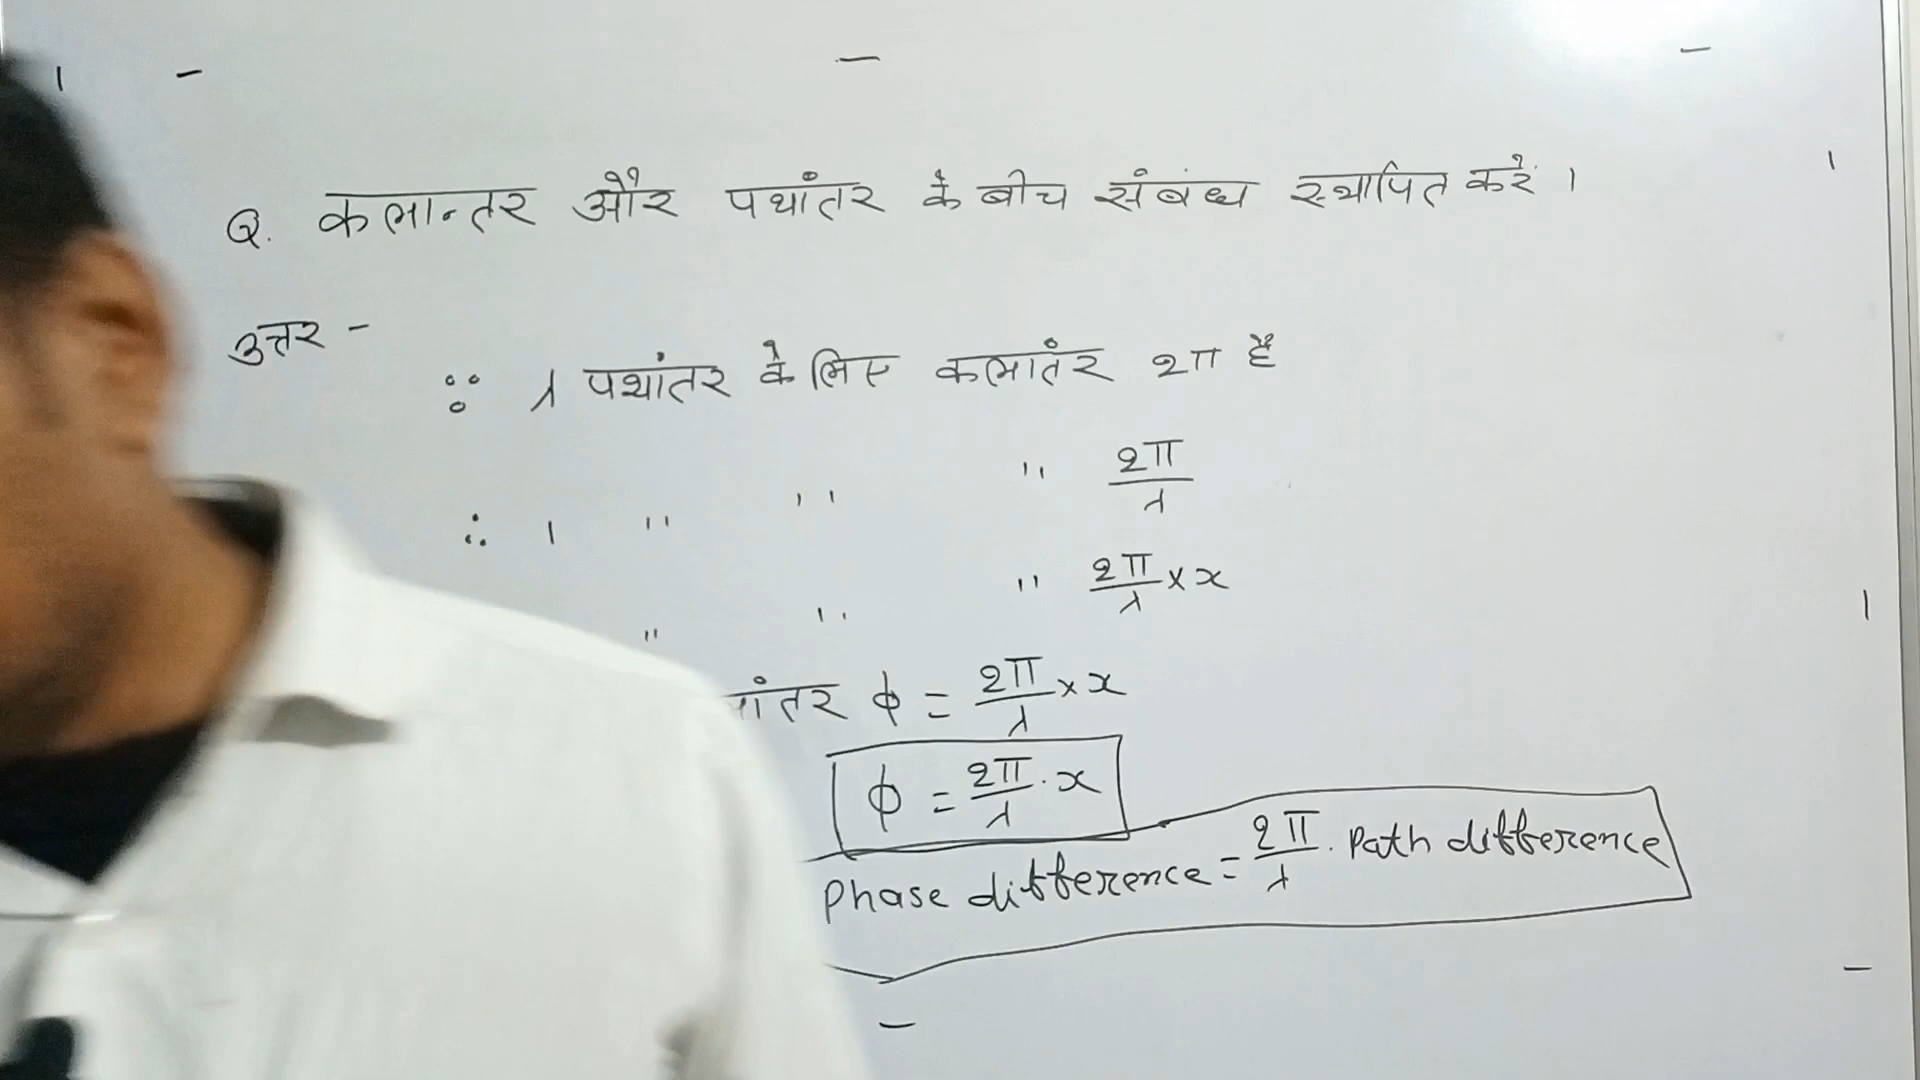 Q. कलान्तर और पथांतर के बीच संबंध स्थापित करें।
उत्तर -
∵ λ पथांतर के लिए कलांतर 2π है
∴ 1 " " " 2π/λ
" " " 2π/λ × x
ांतर ϕ = 2π/λ × x
ϕ = 2π/λ . x
Phase difference = 2π/λ . Path difference